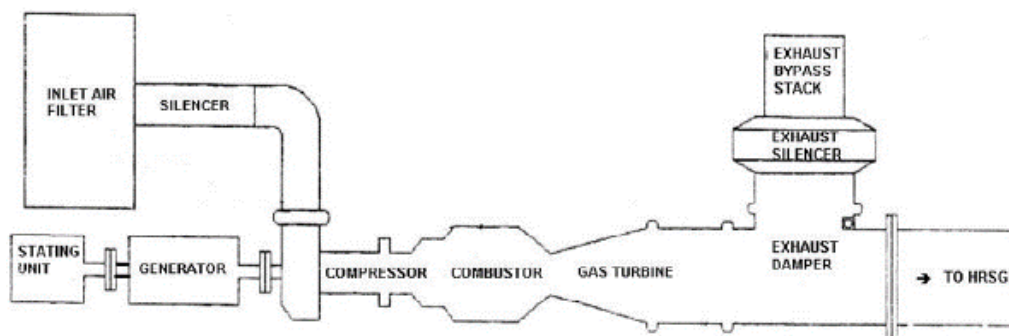 INLET AIR
FILTER
SILENCER
EXHAUST
BYPASS
STACK
EXHAUST
SILENCER
STATING
UNIT
GENERATOR
COMPRESSOR
COMBUSTOR
GAS TURBINE
EXHAUST
DAMPER
→ TO HRSG